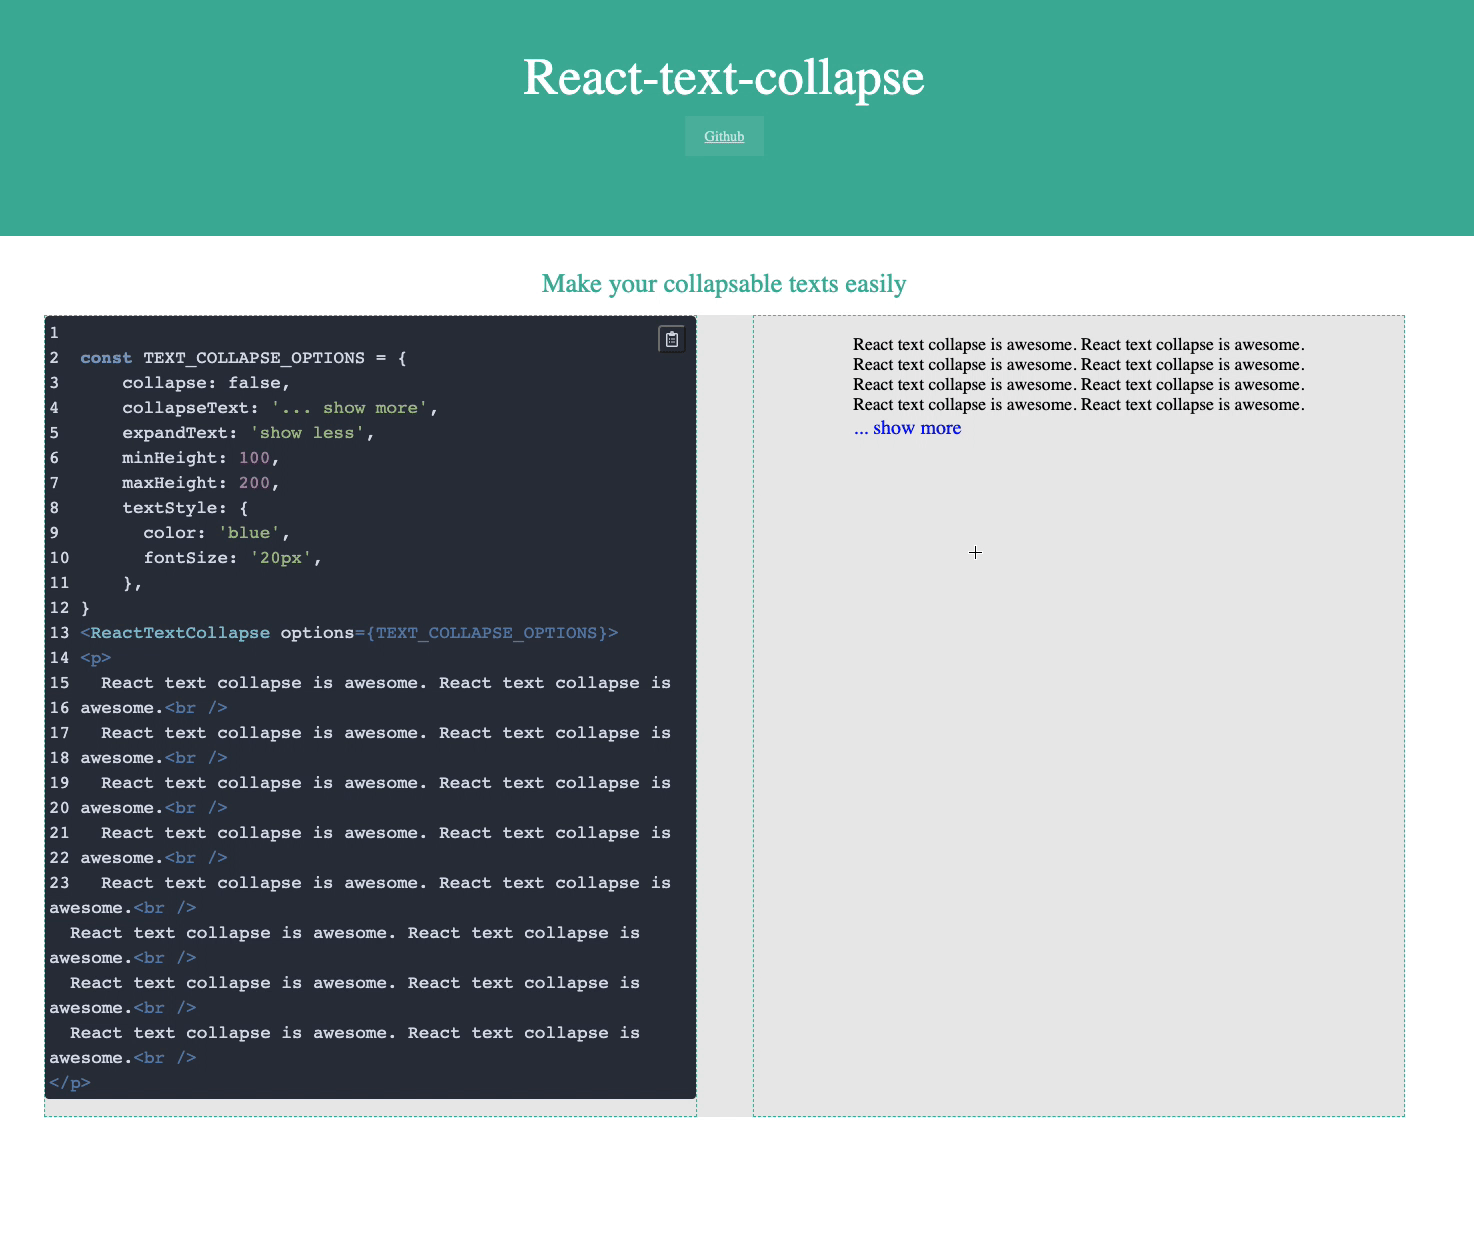 React-text-collapse
Github
Make your collapsable texts easily
1
2 const TEXT_COLLAPSE_OPTIONS = {
3     collapse: false,
4     collapseText: '... show more',
5     expandText: 'show less',
6     minHeight: 100,
7     maxHeight: 200,
8     textStyle: {
9       color: 'blue',
10       fontSize: '20px',
11     },
12 }
13 <ReactTextCollapse options={TEXT_COLLAPSE_OPTIONS}>
14 <p>
15   React text collapse is awesome. React text collapse is
16 awesome.<br />
17   React text collapse is awesome. React text collapse is
18 awesome.<br />
19   React text collapse is awesome. React text collapse is
20 awesome.<br />
21   React text collapse is awesome. React text collapse is
22 awesome.<br />
23   React text collapse is awesome. React text collapse is
awesome.<br />
  React text collapse is awesome. React text collapse is
awesome.<br />
  React text collapse is awesome. React text collapse is
awesome.<br />
  React text collapse is awesome. React text collapse is
awesome.<br />
</p>
React text collapse is awesome. React text collapse is awesome.
React text collapse is awesome. React text collapse is awesome.
React text collapse is awesome. React text collapse is awesome.
React text collapse is awesome. React text collapse is awesome.
... show more